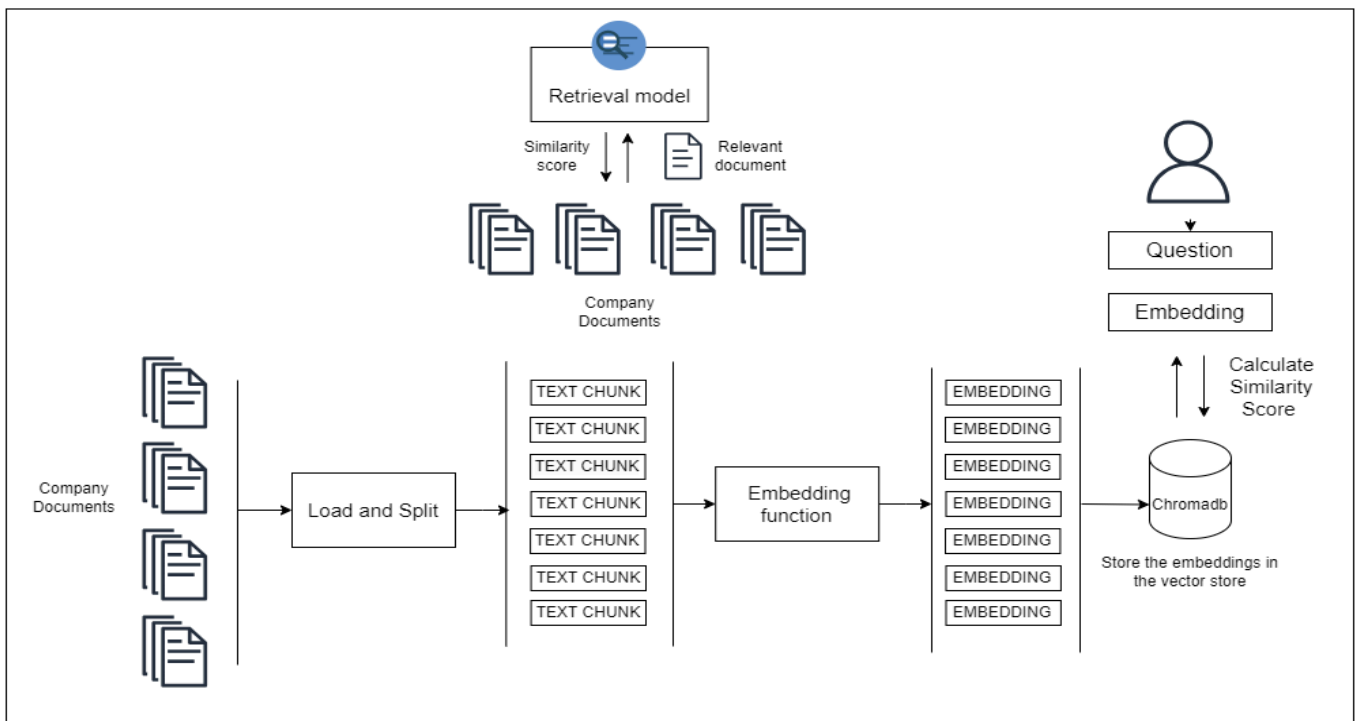 Retrieval model
Similarity
score
Relevant
document
Company
Documents
Question
Embedding
Calculate
Similarity
Score
Company
Documents
Load and Split
TEXT CHUNK
TEXT CHUNK
TEXT CHUNK
TEXT CHUNK
TEXT CHUNK
TEXT CHUNK
TEXT CHUNK
Embedding
function
EMBEDDING
EMBEDDING
EMBEDDING
EMBEDDING
EMBEDDING
EMBEDDING
EMBEDDING
Chromadb
Store the embeddings in
the vector store